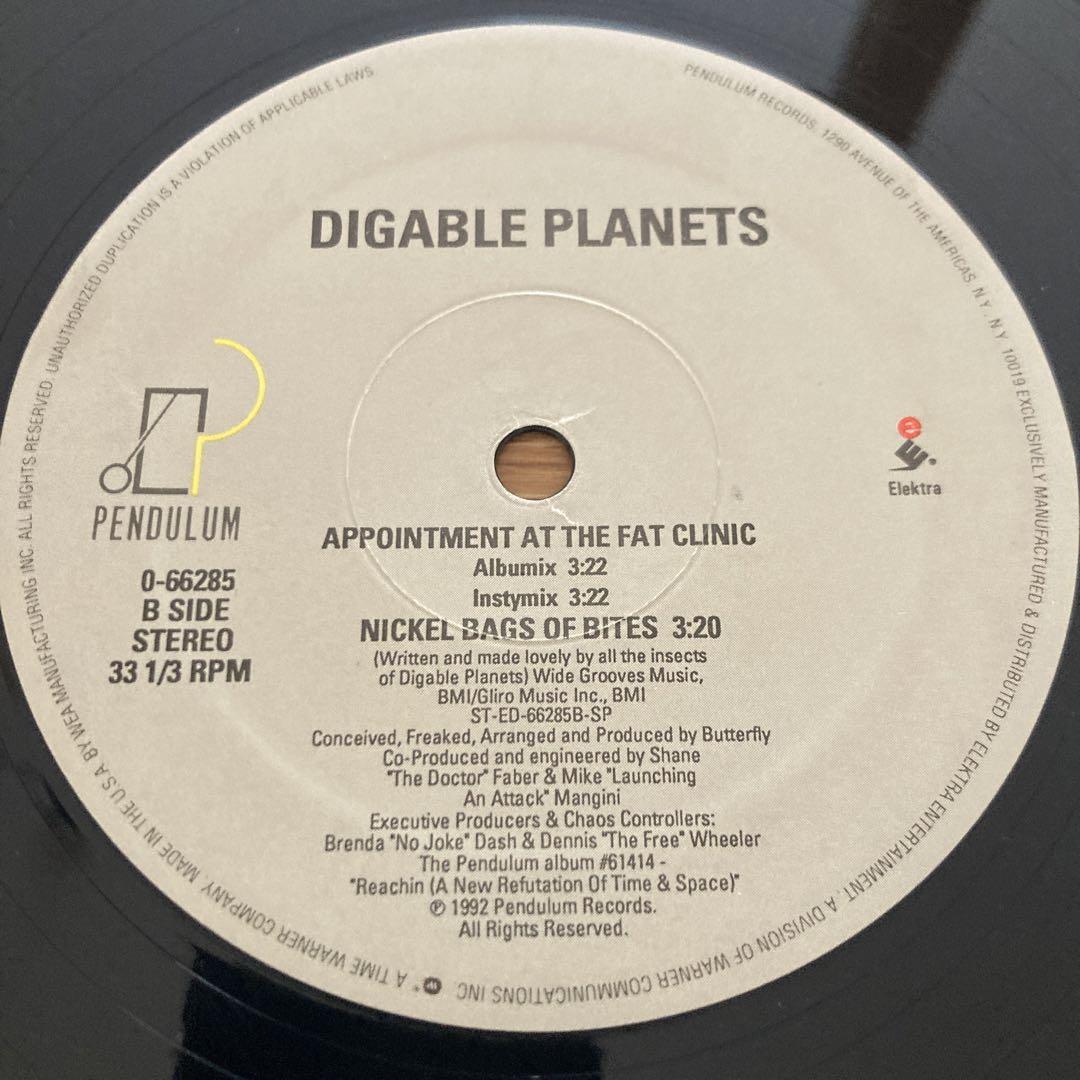 DIGABLE PLANETS
PENDULUM
0-66285
B SIDE
STEREO
33 1/3 RPM
e
Elektra
APPOINTMENT AT THE FAT CLINIC
Albumix 3:22
Instymix 3:22
NICKEL BAGS OF BITES 3:20
(Written and made lovely by all the insects
of Digable Planets) Wide Grooves Music,
BMI/Gliro Music Inc., BMI
ST-ED-66285B-SP
Conceived, Freaked, Arranged and Produced by Butterfly
Co-Produced and engineered by Shane
"The Doctor" Faber & Mike "Launching
An Attack" Mangini
Executive Producers & Chaos Controllers:
Brenda "No Joke" Dash & Dennis "The Free" Wheeler
The Pendulum album #61414 -
"Reachin (A New Refutation Of Time & Space)"
℗ 1992 Pendulum Records.
All Rights Reserved.
PENDULUM RECORDS, 1290 AVENUE OF THE AMERICAS, N.Y., N.Y. 10019 EXCLUSIVELY MANUFACTURED & DISTRIBUTED BY ELEKTRA ENTERTAINMENT, A DIVISION OF WARNER COMMUNICATIONS INC. A TIME WARNER COMPANY. MADE IN THE U.S.A. BY WEA MANUFACTURING INC. ALL RIGHTS RESERVED. UNAUTHORIZED DUPLICATION IS A VIOLATION OF APPLICABLE LAWS